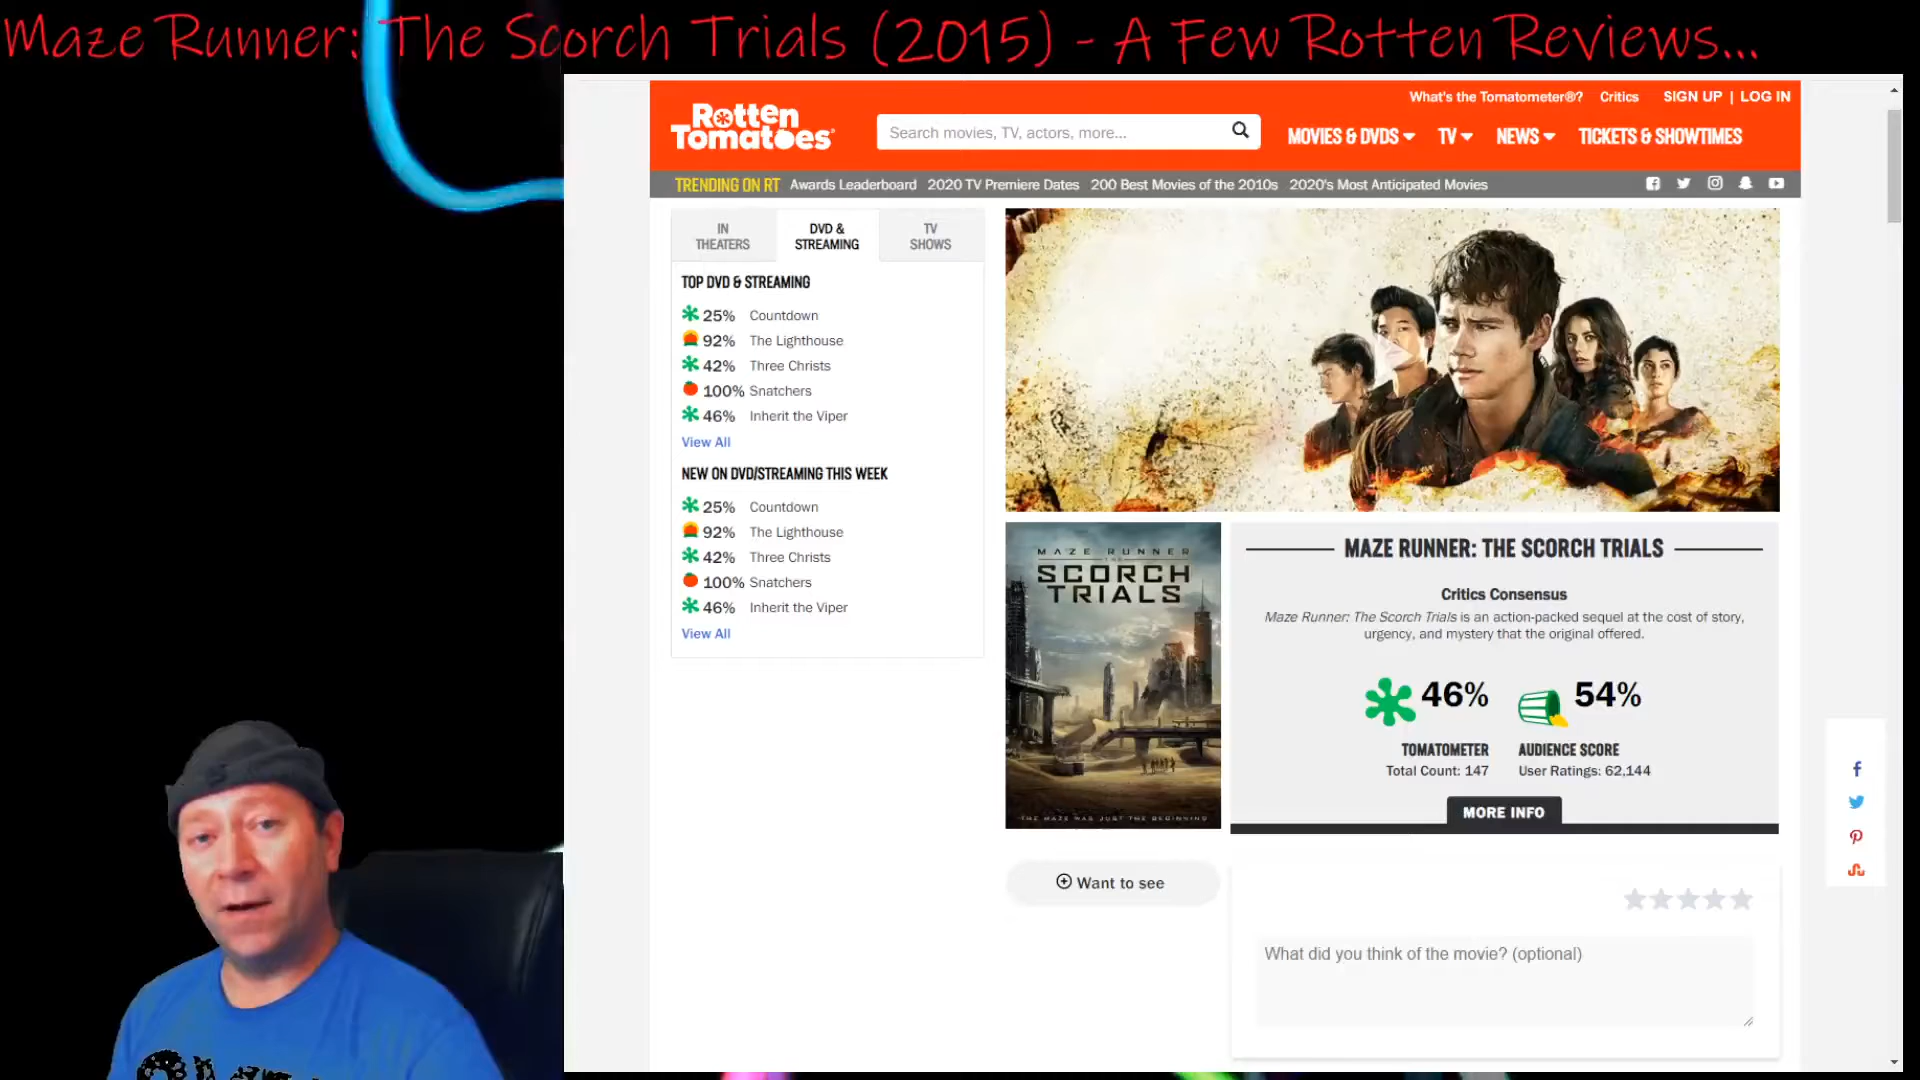 Maze Runner: The Scorch Trials (2015) - A Few Rotten Reviews...
What's the Tomatometer®? Critics SIGN UP | LOG IN
Rotten
Tomatoes
Search movies, TV, actors, more...
MOVIES & DVDS TV NEWS TICKETS & SHOWTIMES
TRENDING ON RT Awards Leaderboard 2020 TV Premiere Dates 200 Best Movies of the 2010s 2020's Most Anticipated Movies
IN
THEATERS
DVD &
STREAMING
TV
SHOWS
TOP DVD & STREAMING
25% Countdown
92% The Lighthouse
42% Three Christs
100% Snatchers
46% Inherit the Viper
View All
NEW ON DVD/STREAMING THIS WEEK
25% Countdown
92% The Lighthouse
42% Three Christs
100% Snatchers
46% Inherit the Viper
View All
MAZE RUNNER
THE
SCORCH
TRIALS
THE MAZE WAS JUST THE BEGINNING
MAZE RUNNER: THE SCORCH TRIALS
Critics Consensus
Maze Runner: The Scorch Trials is an action-packed sequel at the cost of story,
urgency, and mystery that the original offered.
46% 54%
TOMATOMETER AUDIENCE SCORE
Total Count: 147 User Ratings: 62,144
MORE INFO
Want to see
What did you think of the movie? (optional)